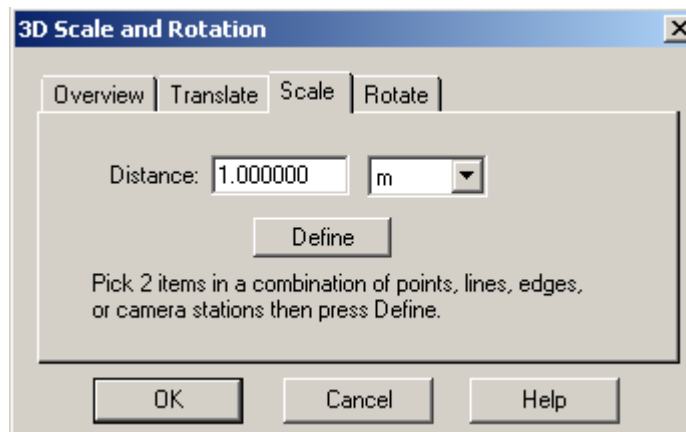 3D Scale and Rotation
Overview Translate Scale Rotate
Distance: 1.000000 m
Define
Pick 2 items in a combination of points, lines, edges,
or camera stations then press Define.
OK Cancel Help